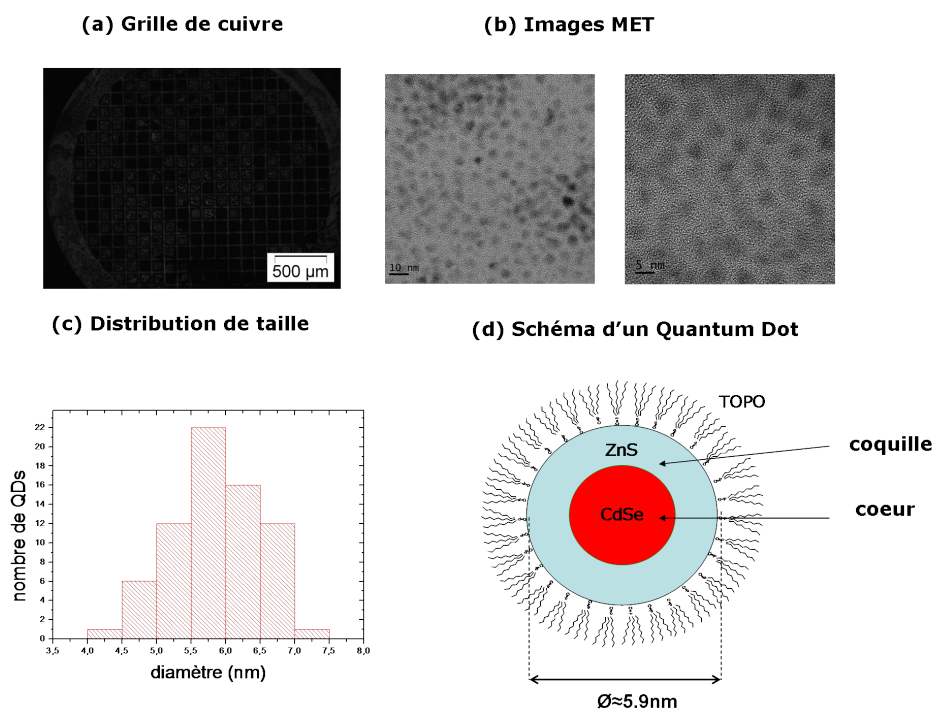 (a) Grille de cuivre
(b) Images MET
500 µm
10 nm
5 nm
(c) Distribution de taille
(d) Schéma d’un Quantum Dot
nombre de QDs
22
20
18
16
14
12
10
8
6
4
2
0
3,5 4,0 4,5 5,0 5,5 6,0 6,5 7,0 7,5 8,0
diamètre (nm)
TOPO
ZnS
coquille
CdSe
coeur
Ø≈5.9nm